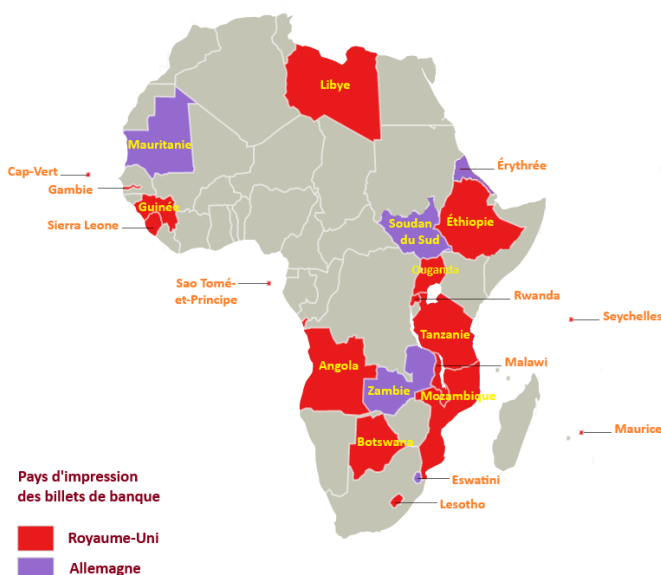 Libye
Mauritanie
Érythrée
Cap-Vert
Gambie
Guinée
Soudan
du Sud
Éthiopie
Sierra Leone
Ouganda
Sao Tomé-
et-Principe
Rwanda
Seychelles
Tanzanie
Angola
Malawi
Zambie
Mozambique
Maurice
Botswana
Eswatini
Lesotho
Pays d'impression
des billets de banque
Royaume-Uni
Allemagne